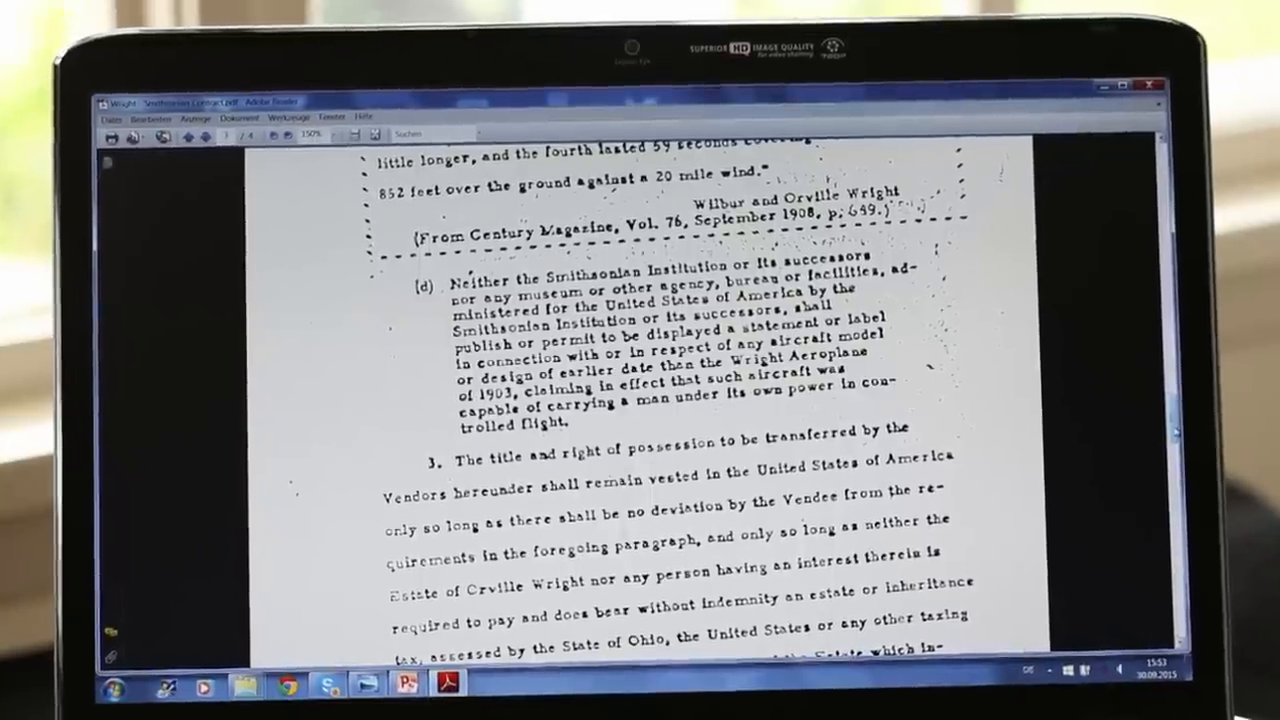 SUPERIOR HD IMAGE QUALITY
for video chatting
Wright - Smithsonian Contract.pdf - Adobe Reader
Datei Bearbeiten Anzeige Dokument Werkzeuge Fenster Hilfe
/ 4 150% Suchen
little longer, and the fourth lasted 59 seconds covering
852 feet over the ground against a 20 mile wind."
Wilbur and Orville Wright
(From Century Magazine, Vol. 76, September 1908, p. 649.)
(d) Neither the Smithsonian Institution or its successors
nor any museum or other agency, bureau or facilities, ad-
ministered for the United States of America by the
Smithsonian Institution or its successors, shall
publish or permit to be displayed a statement or label
in connection with or in respect of any aircraft model
or design of earlier date than the Wright Aeroplane
of 1903, claiming in effect that such aircraft was
capable of carrying a man under its own power in con-
trolled flight.
3. The title and right of possession to be transferred by the
Vendors hereunder shall remain vested in the United States of America
only so long as there shall be no deviation by the Vendee from the re-
quirements in the foregoing paragraph, and only so long as neither the
Estate of Orville Wright nor any person having an interest therein is
required to pay and does bear without indemnity an estate or inheritance
tax, assessed by the State of Ohio, the United States or any other taxing
the Estate which in-
DE
15:53
30.09.2015